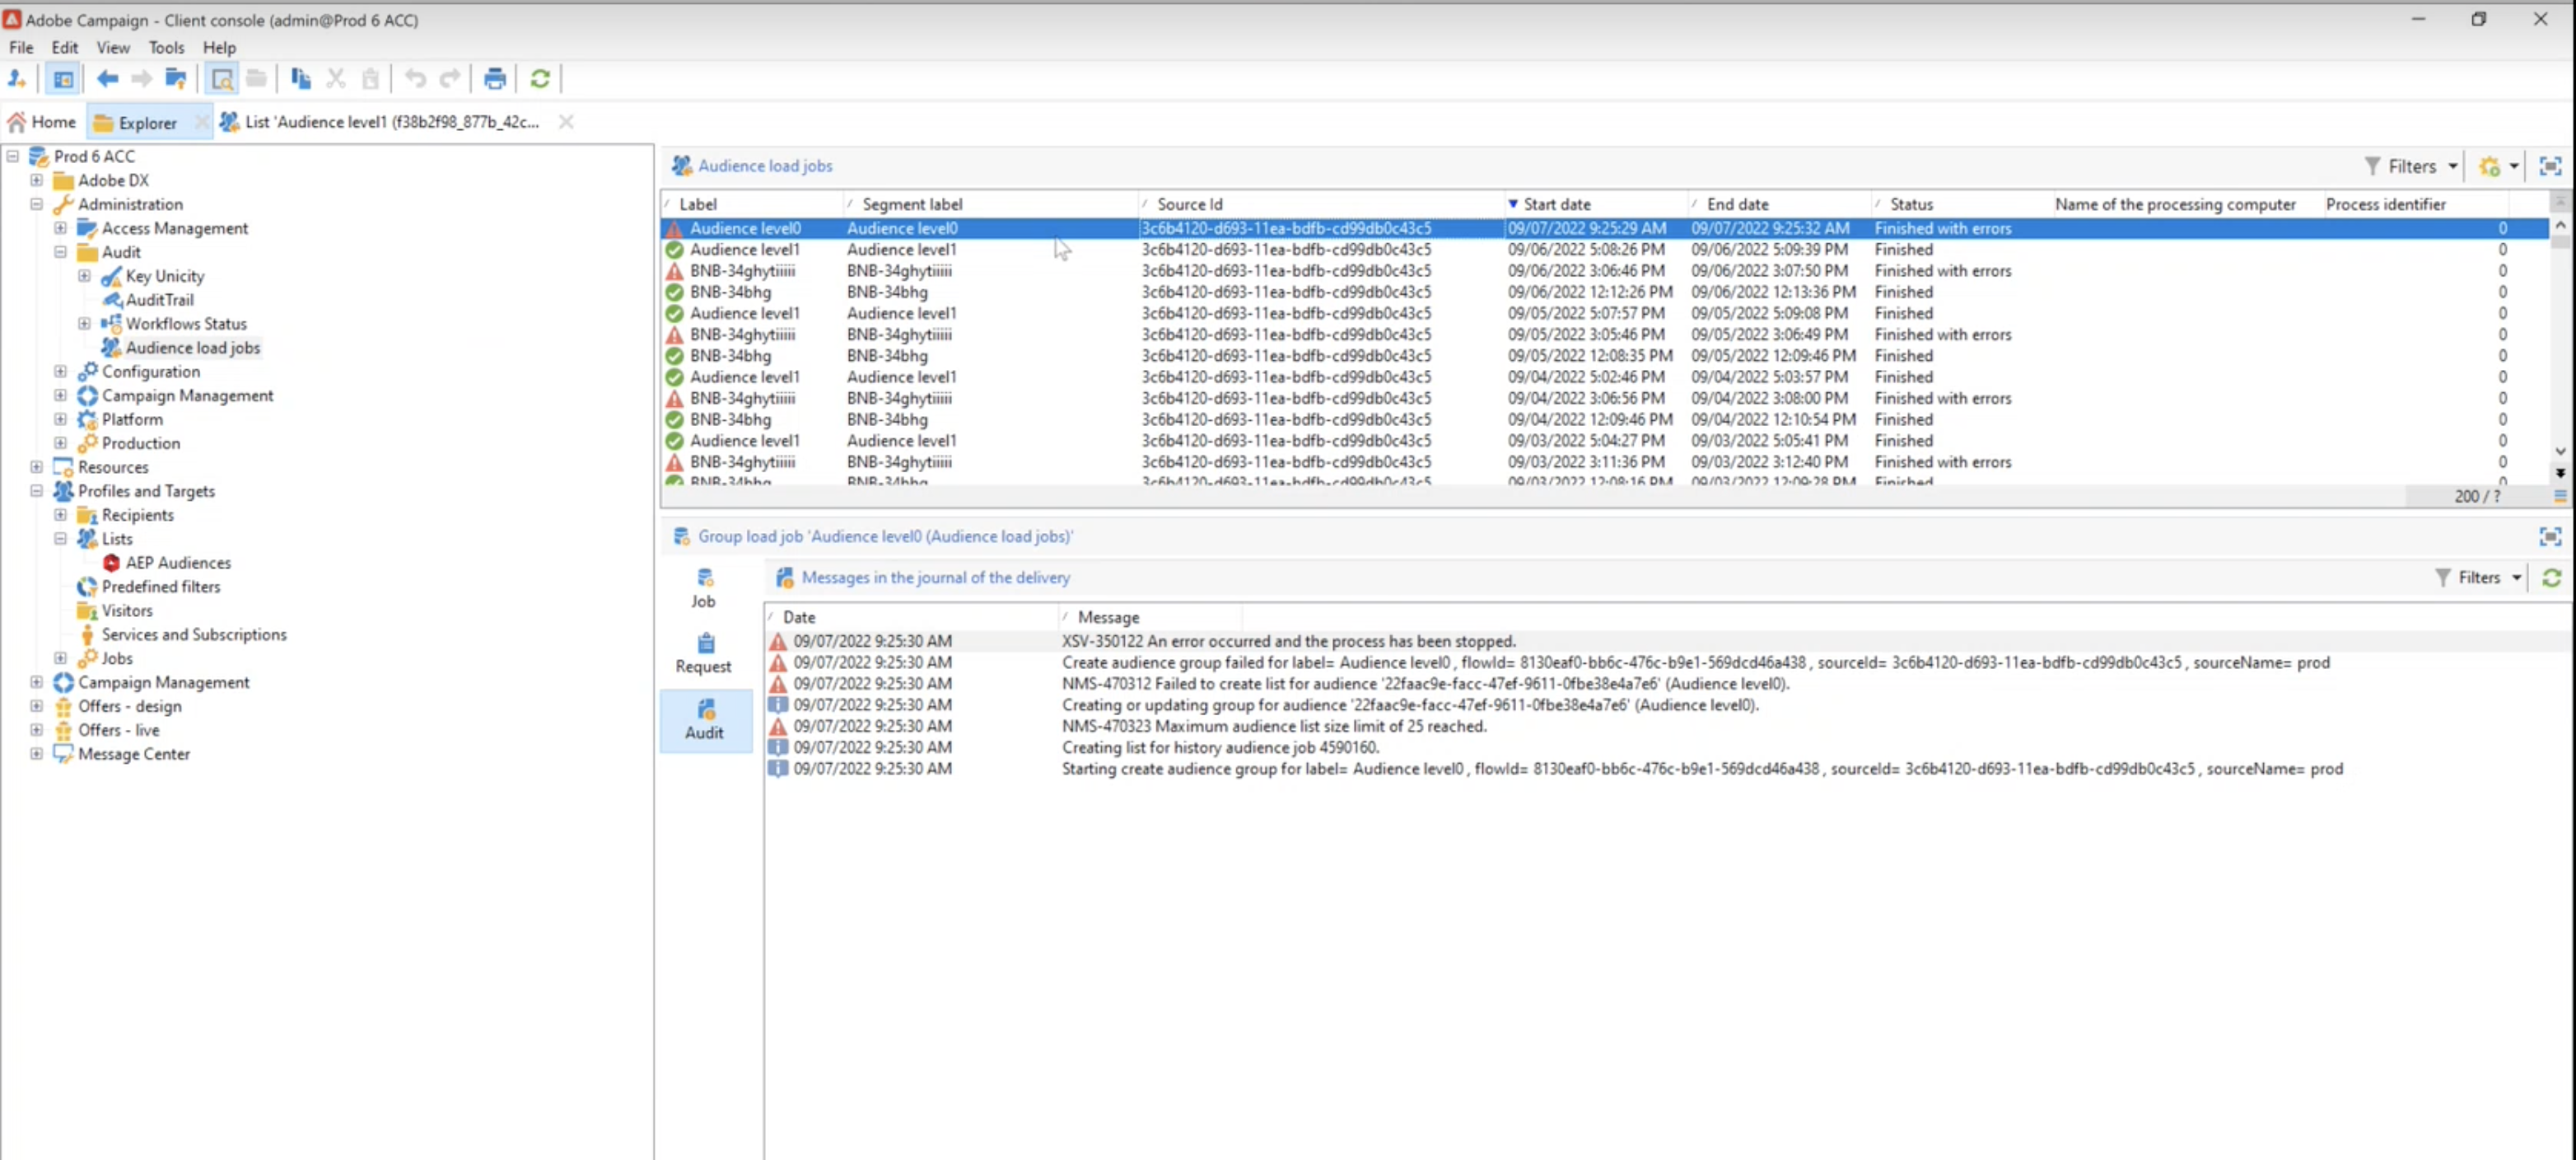 Adobe Campaign - Client console (admin@Prod 6 ACC)
File Edit View Tools Help
Home Explorer List 'Audience level1 (f38b2f98_877b_42c...
Prod 6 ACC
Adobe DX
Administration
Access Management
Audit
Key Unicity
AuditTrail
Workflows Status
Audience load jobs
Configuration
Campaign Management
Platform
Production
Resources
Profiles and Targets
Recipients
Lists
AEP Audiences
Predefined filters
Visitors
Services and Subscriptions
Jobs
Campaign Management
Offers - design
Offers - live
Message Center
Audience load jobs Filters
Label Segment label Source Id Start date End date Status Name of the processing computer Process identifier
Audience level0 Audience level0 3c6b4120-d693-11ea-bdfb-cd99db0c43c5 09/07/2022 9:25:29 AM 09/07/2022 9:25:32 AM Finished with errors 0
Audience level1 Audience level1 3c6b4120-d693-11ea-bdfb-cd99db0c43c5 09/06/2022 5:08:26 PM 09/06/2022 5:09:39 PM Finished 0
BNB-34ghytiiiii BNB-34ghytiiiii 3c6b4120-d693-11ea-bdfb-cd99db0c43c5 09/06/2022 3:06:46 PM 09/06/2022 3:07:50 PM Finished with errors 0
BNB-34bhg BNB-34bhg 3c6b4120-d693-11ea-bdfb-cd99db0c43c5 09/06/2022 12:12:26 PM 09/06/2022 12:13:36 PM Finished 0
Audience level1 Audience level1 3c6b4120-d693-11ea-bdfb-cd99db0c43c5 09/05/2022 5:07:57 PM 09/05/2022 5:09:08 PM Finished 0
BNB-34ghytiiiii BNB-34ghytiiiii 3c6b4120-d693-11ea-bdfb-cd99db0c43c5 09/05/2022 3:05:46 PM 09/05/2022 3:06:49 PM Finished with errors 0
BNB-34bhg BNB-34bhg 3c6b4120-d693-11ea-bdfb-cd99db0c43c5 09/05/2022 12:08:35 PM 09/05/2022 12:09:46 PM Finished 0
Audience level1 Audience level1 3c6b4120-d693-11ea-bdfb-cd99db0c43c5 09/04/2022 5:02:46 PM 09/04/2022 5:03:57 PM Finished 0
BNB-34ghytiiiii BNB-34ghytiiiii 3c6b4120-d693-11ea-bdfb-cd99db0c43c5 09/04/2022 3:06:56 PM 09/04/2022 3:08:00 PM Finished with errors 0
BNB-34bhg BNB-34bhg 3c6b4120-d693-11ea-bdfb-cd99db0c43c5 09/04/2022 12:09:46 PM 09/04/2022 12:10:54 PM Finished 0
Audience level1 Audience level1 3c6b4120-d693-11ea-bdfb-cd99db0c43c5 09/03/2022 5:04:27 PM 09/03/2022 5:05:41 PM Finished 0
BNB-34ghytiiiii BNB-34ghytiiiii 3c6b4120-d693-11ea-bdfb-cd99db0c43c5 09/03/2022 3:11:36 PM 09/03/2022 3:12:40 PM Finished with errors 0
BNB-34bhg BNB-34bhg 3c6b4120-d693-11ea-bdfb-cd99db0c43c5 09/03/2022 12:08:16 PM 09/03/2022 12:09:28 PM Finished 0
200 / ?
Group load job 'Audience level0 (Audience load jobs)'
Job
Request
Audit
Messages in the journal of the delivery Filters
Date Message
09/07/2022 9:25:30 AM XSV-350122 An error occurred and the process has been stopped.
09/07/2022 9:25:30 AM Create audience group failed for label= Audience level0 , flowId= 8130eaf0-bb6c-476c-b9e1-569dcd46a438 , sourceId= 3c6b4120-d693-11ea-bdfb-cd99db0c43c5 , sourceName= prod
09/07/2022 9:25:30 AM NMS-470312 Failed to create list for audience '22faac9e-facc-47ef-9611-0fbe38e4a7e6' (Audience level0).
09/07/2022 9:25:30 AM Creating or updating group for audience '22faac9e-facc-47ef-9611-0fbe38e4a7e6' (Audience level0).
09/07/2022 9:25:30 AM NMS-470323 Maximum audience list size limit of 25 reached.
09/07/2022 9:25:30 AM Creating list for history audience job 4590160.
09/07/2022 9:25:30 AM Starting create audience group for label= Audience level0 , flowId= 8130eaf0-bb6c-476c-b9e1-569dcd46a438 , sourceId= 3c6b4120-d693-11ea-bdfb-cd99db0c43c5 , sourceName= prod